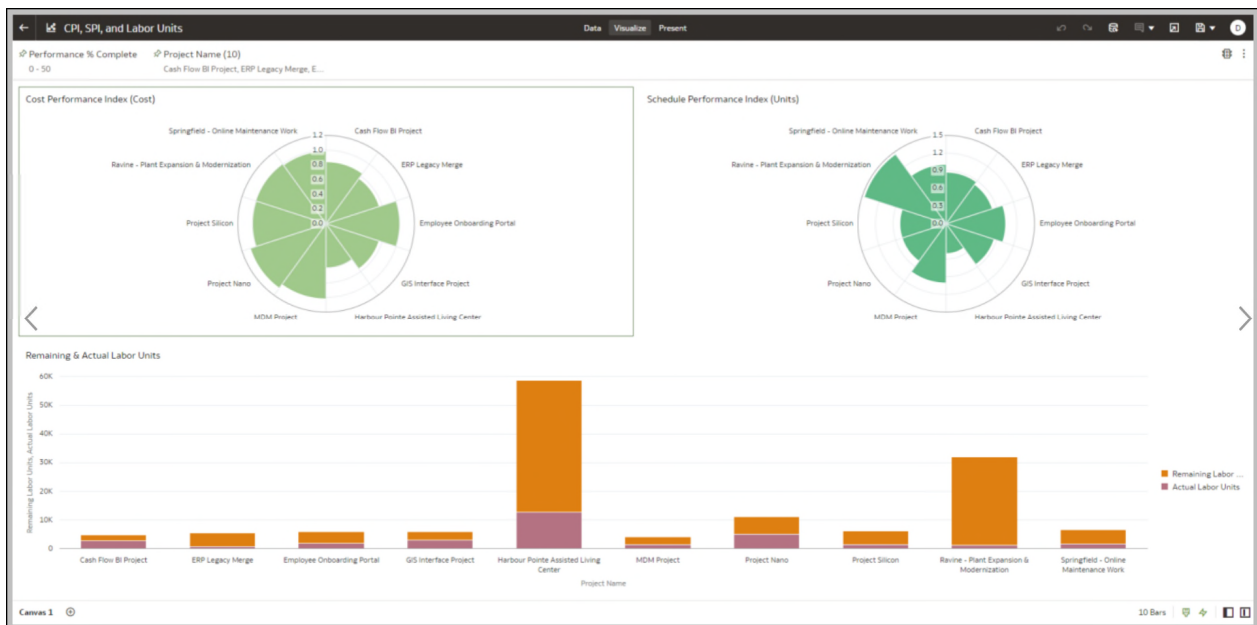 CPI, SPI, and Labor Units
Data Visualize Present
D
Performance % Complete
0 - 50
Project Name (10)
Cash Flow BI Project, ERP Legacy Merge, E...
Cost Performance Index (Cost)
Springfield - Online Maintenance Work
Cash Flow BI Project
Ravine - Plant Expansion & Modernization
ERP Legacy Merge
Project Silicon
Employee Onboarding Portal
Project Nano
GIS Interface Project
MDM Project
Harbour Pointe Assisted Living Center
1.2
1.0
0.8
0.6
0.4
0.2
0.0
Schedule Performance Index (Units)
Springfield - Online Maintenance Work
Cash Flow BI Project
Ravine - Plant Expansion & Modernization
ERP Legacy Merge
Project Silicon
Employee Onboarding Portal
Project Nano
GIS Interface Project
MDM Project
Harbour Pointe Assisted Living Center
1.5
1.2
0.9
0.6
0.3
0.0
Remaining & Actual Labor Units
Remaining Labor Units, Actual Labor Units
60K
50K
40K
30K
20K
10K
0
Cash Flow BI Project
ERP Legacy Merge
Employee Onboarding Portal
GIS Interface Project
Harbour Pointe Assisted Living
Center
MDM Project
Project Nano
Project Silicon
Ravine - Plant Expansion &
Modernization
Springfield - Online
Maintenance Work
Project Name
Remaining Labor ...
Actual Labor Units
Canvas 1
10 Bars